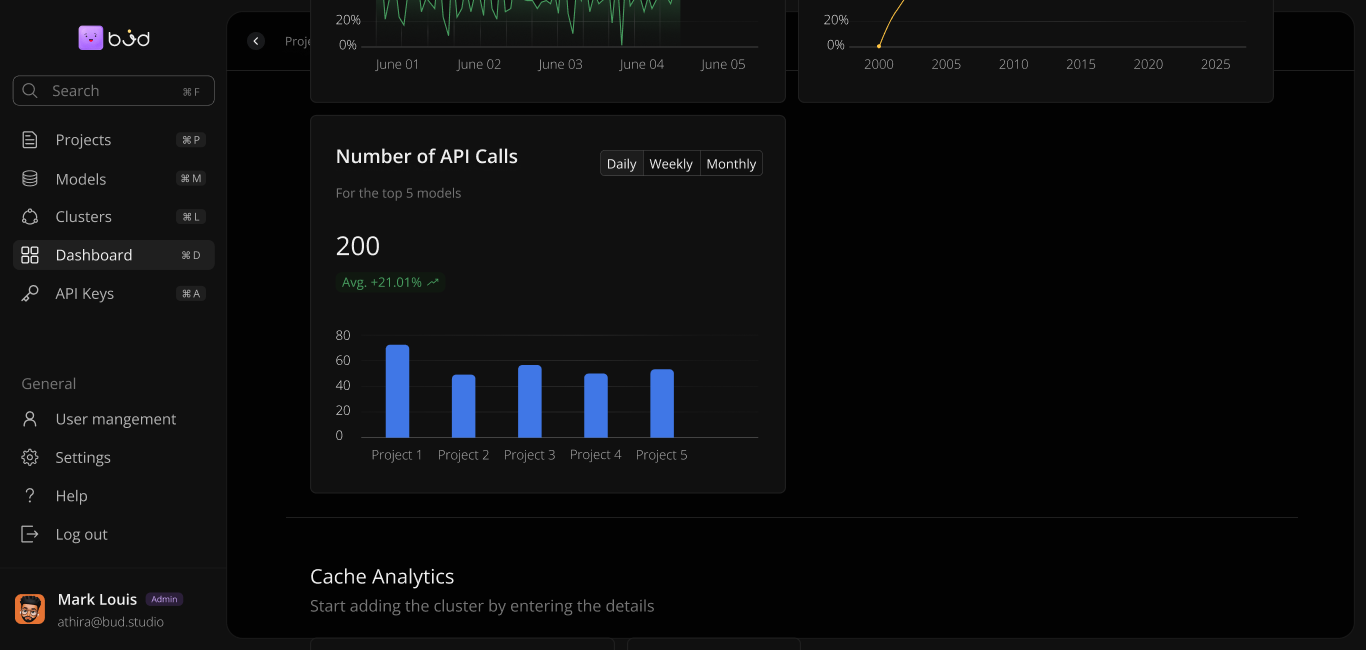 bud
Search ⌘ F
Projects ⌘ P
Models ⌘ M
Clusters ⌘ L
Dashboard ⌘ D
API Keys ⌘ A
General
User mangement
Settings
Help
Log out
Mark Louis Admin
athira@bud.studio
20%
0%
June 01 June 02 June 03 June 04 June 05
20%
0%
2000 2005 2010 2015 2020 2025
Number of API Calls
Daily Weekly Monthly
For the top 5 models
200
Avg. +21.01%
80
60
40
20
0
Project 1 Project 2 Project 3 Project 4 Project 5
Cache Analytics
Start adding the cluster by entering the details